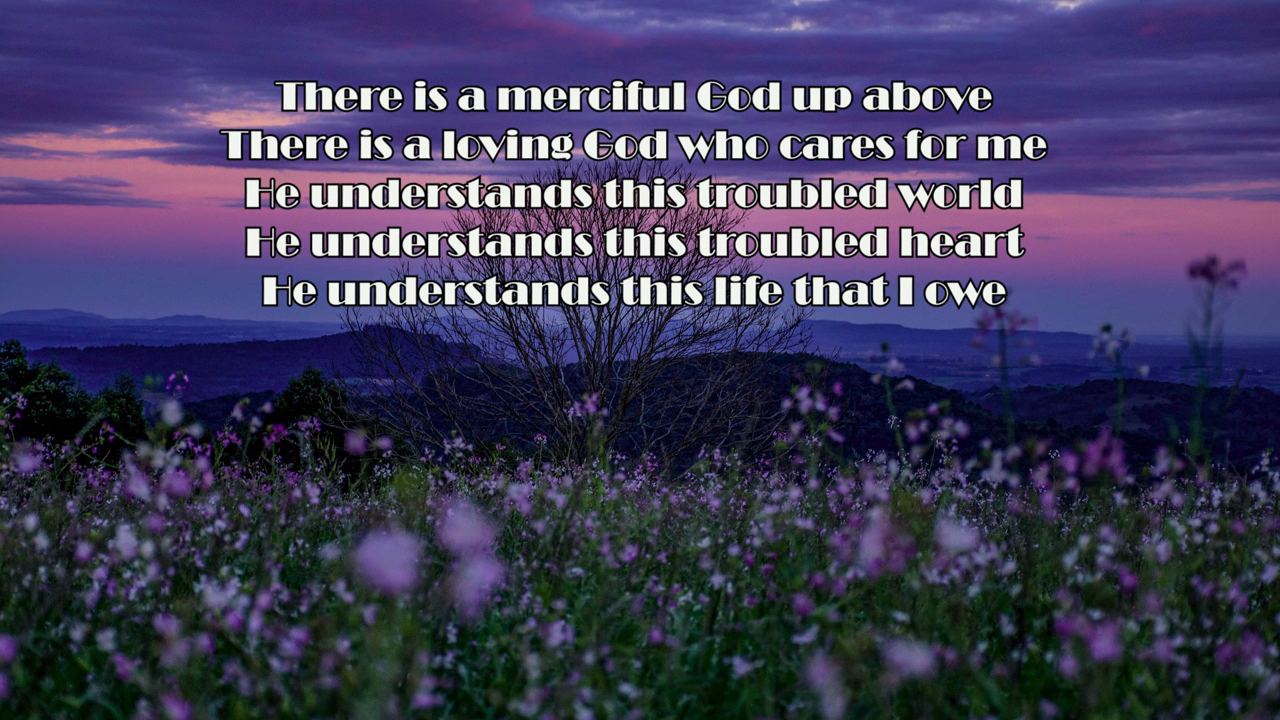 There is a merciful God up above
There is a loving God who cares for me
He understands this troubled world
He understands this troubled heart
He understands this life that I owe